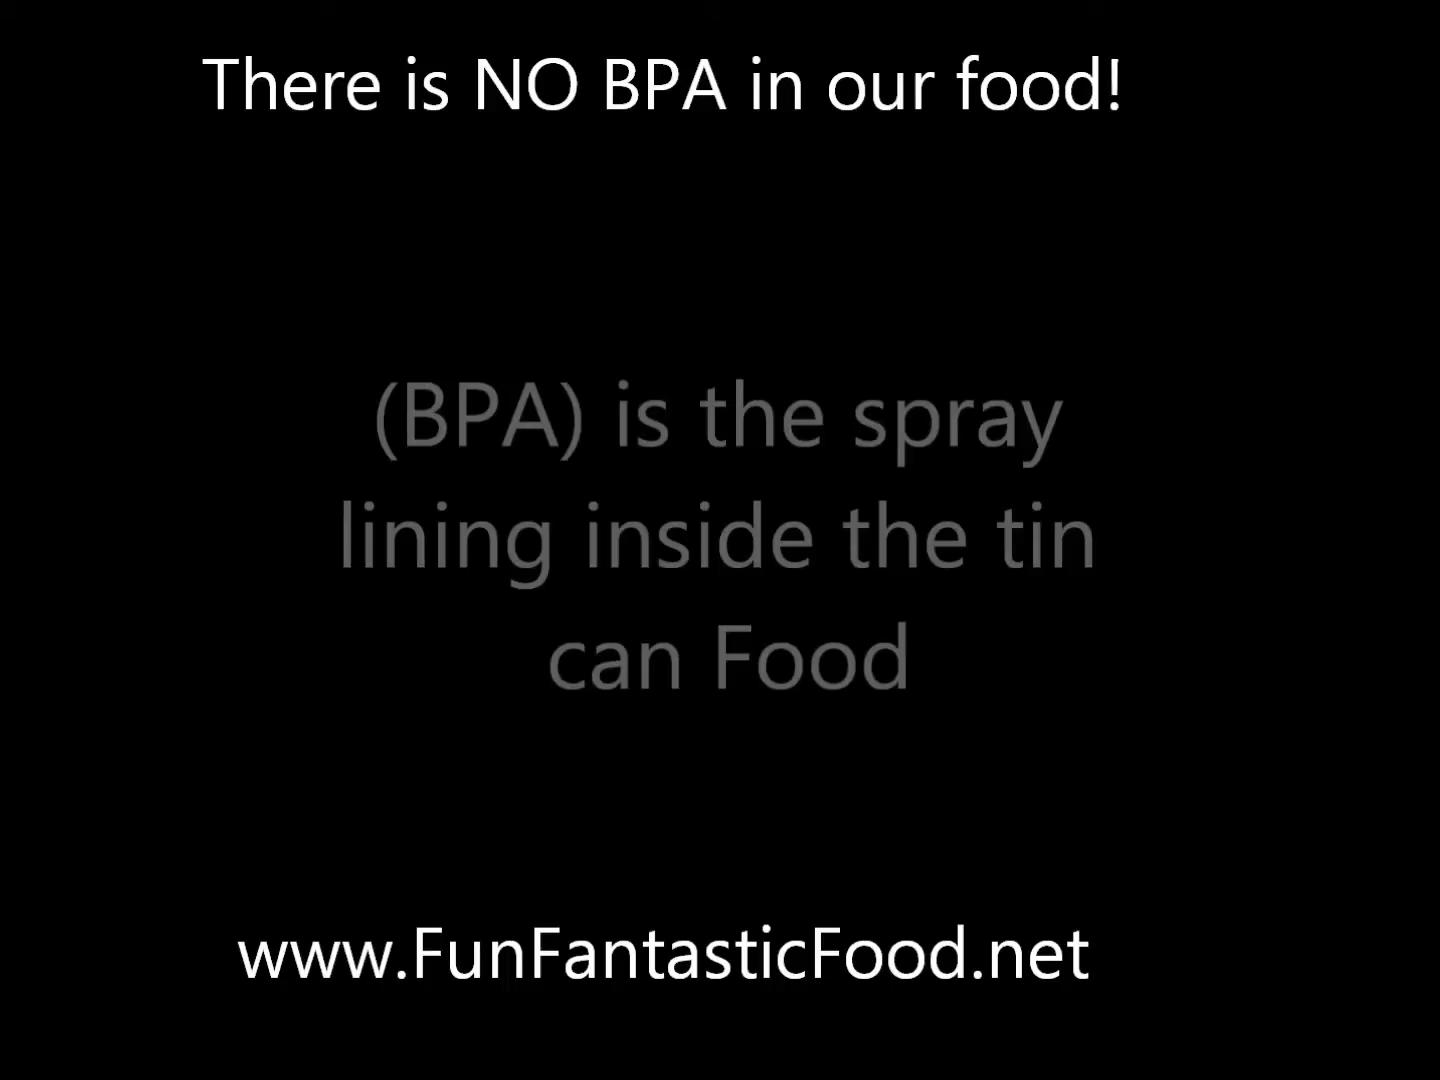 There is NO BPA in our food!
(BPA) is the spray
lining inside the tin
can Food
www.FunFantasticFood.net